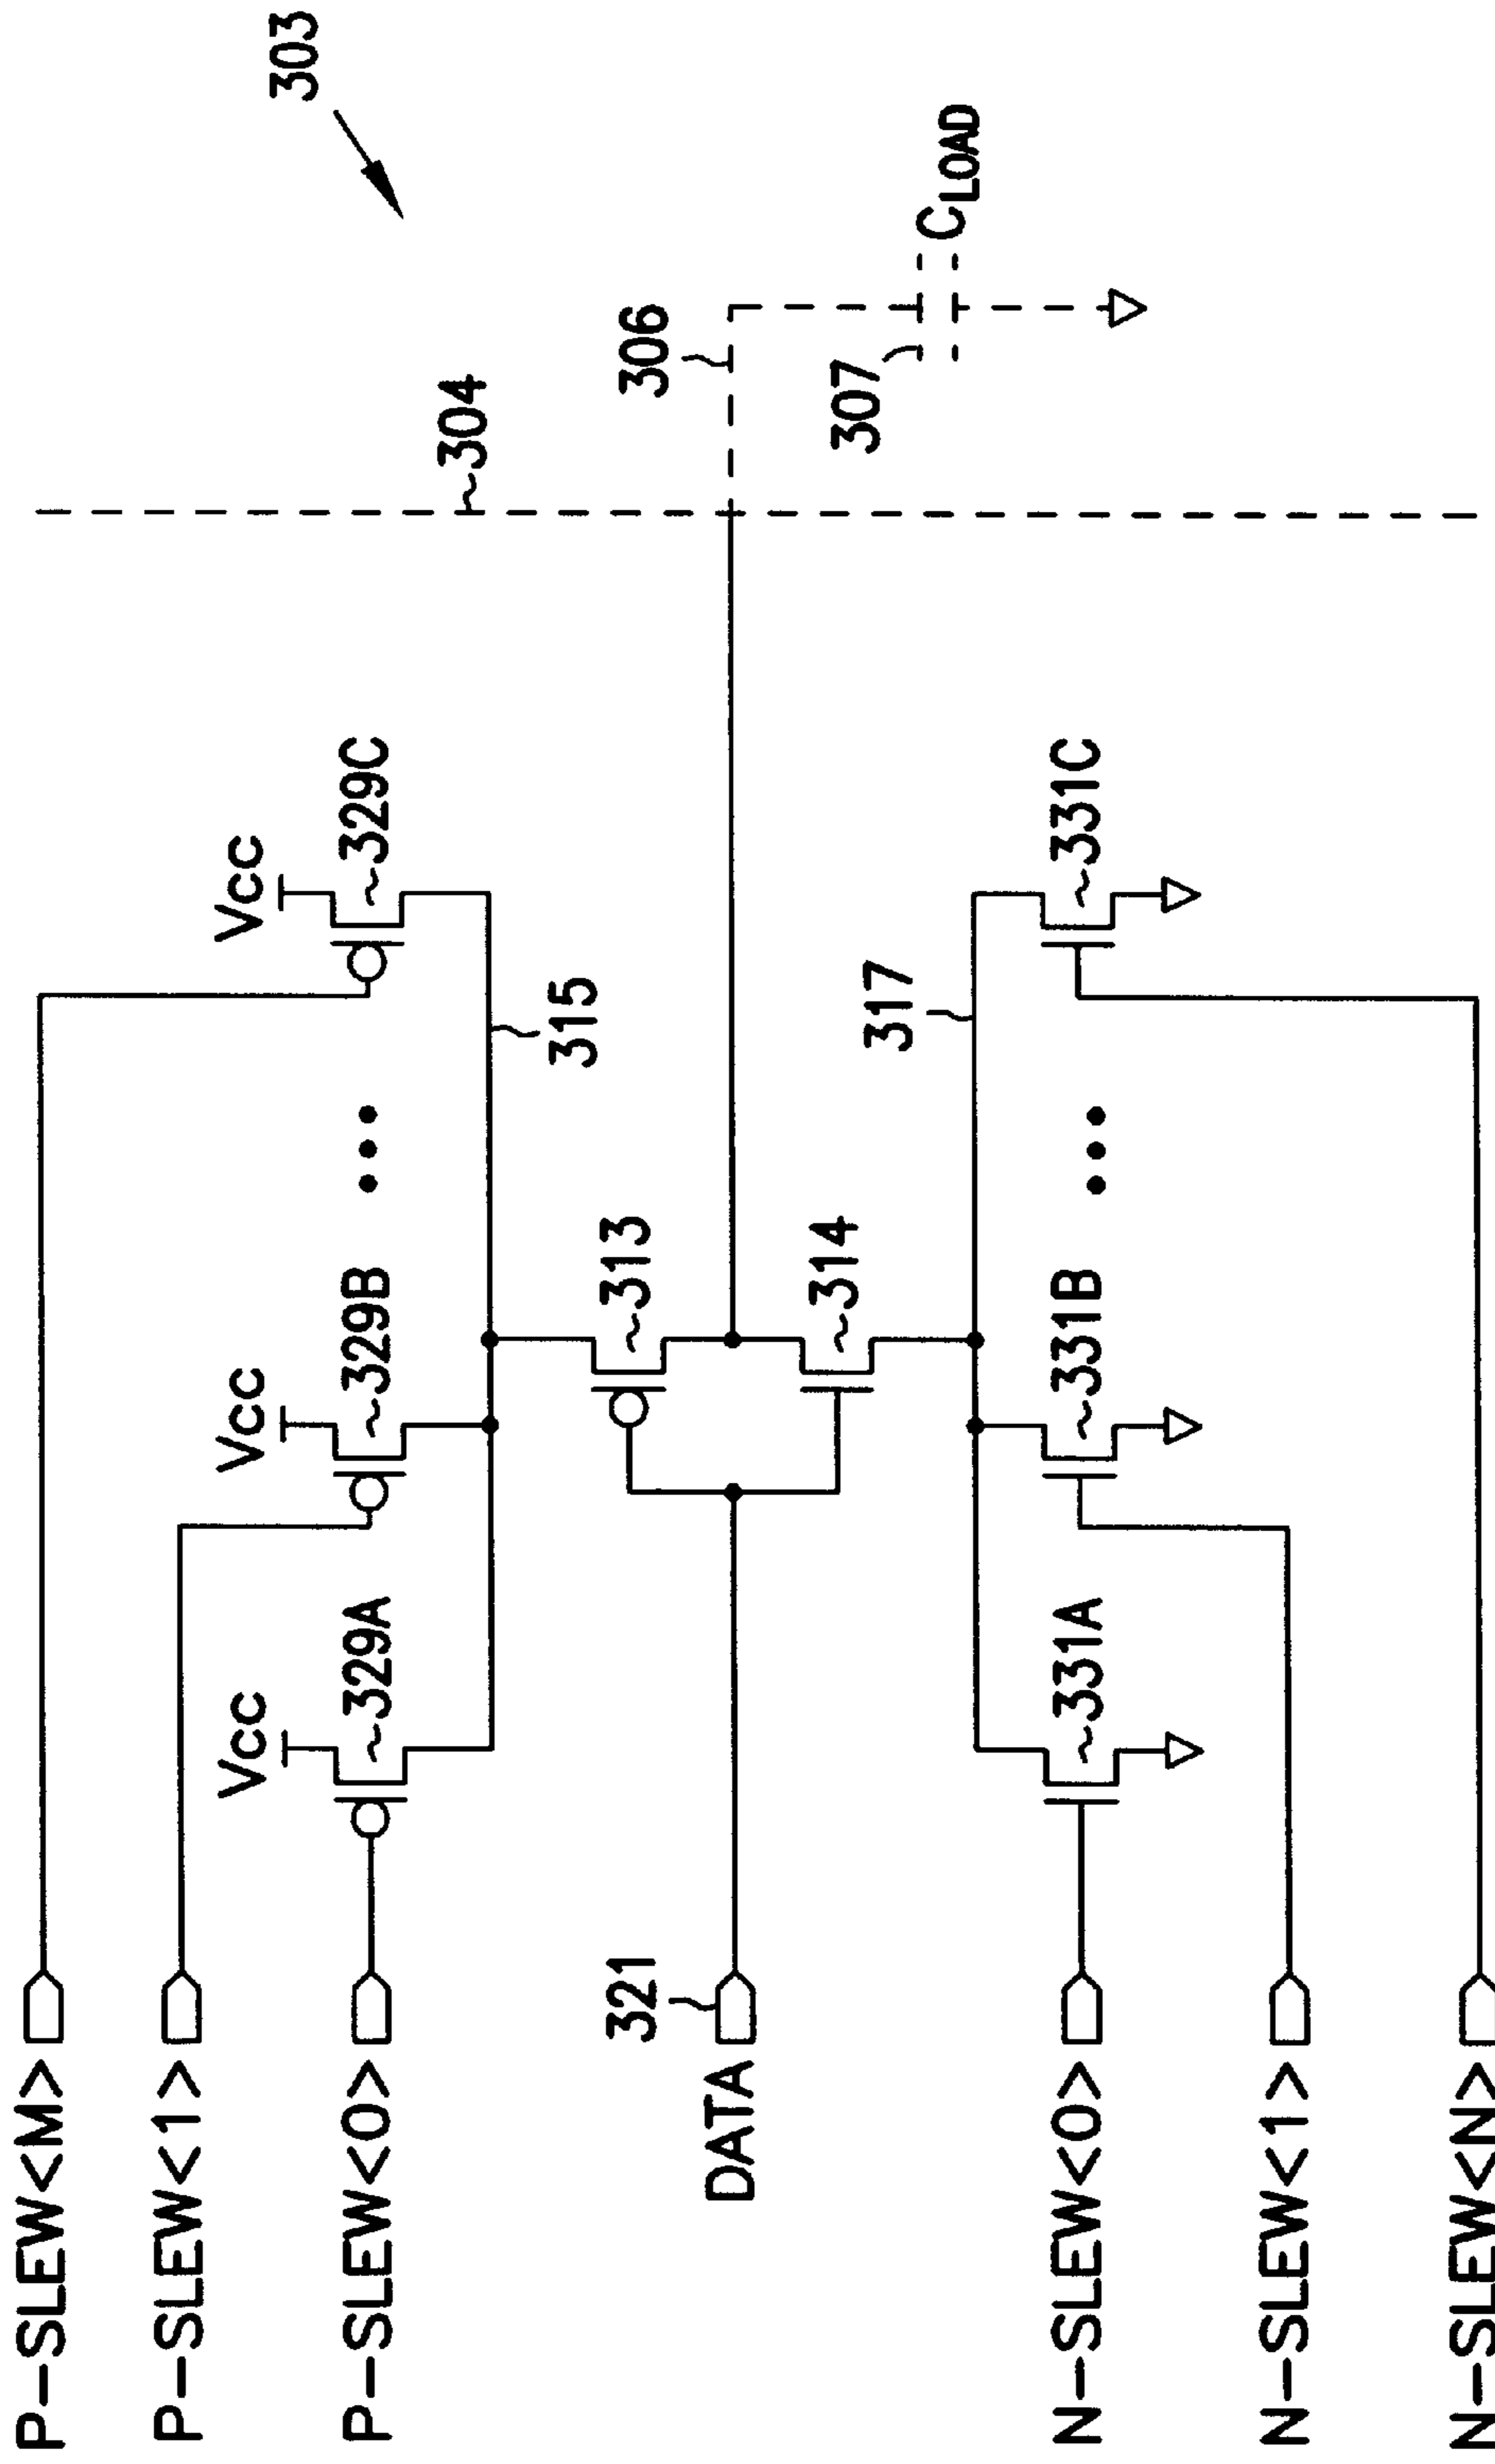 303
P-SLEW<M>
P-SLEW<1>
P-SLEW<0>
Vcc
329A
Vcc
329B
Vcc
329C
304
315
306
313
321
DATA
314
317
307
CLOAD
N-SLEW<0>
331A
331B
331C
N-SLEW<1>
N-SLEW<N>